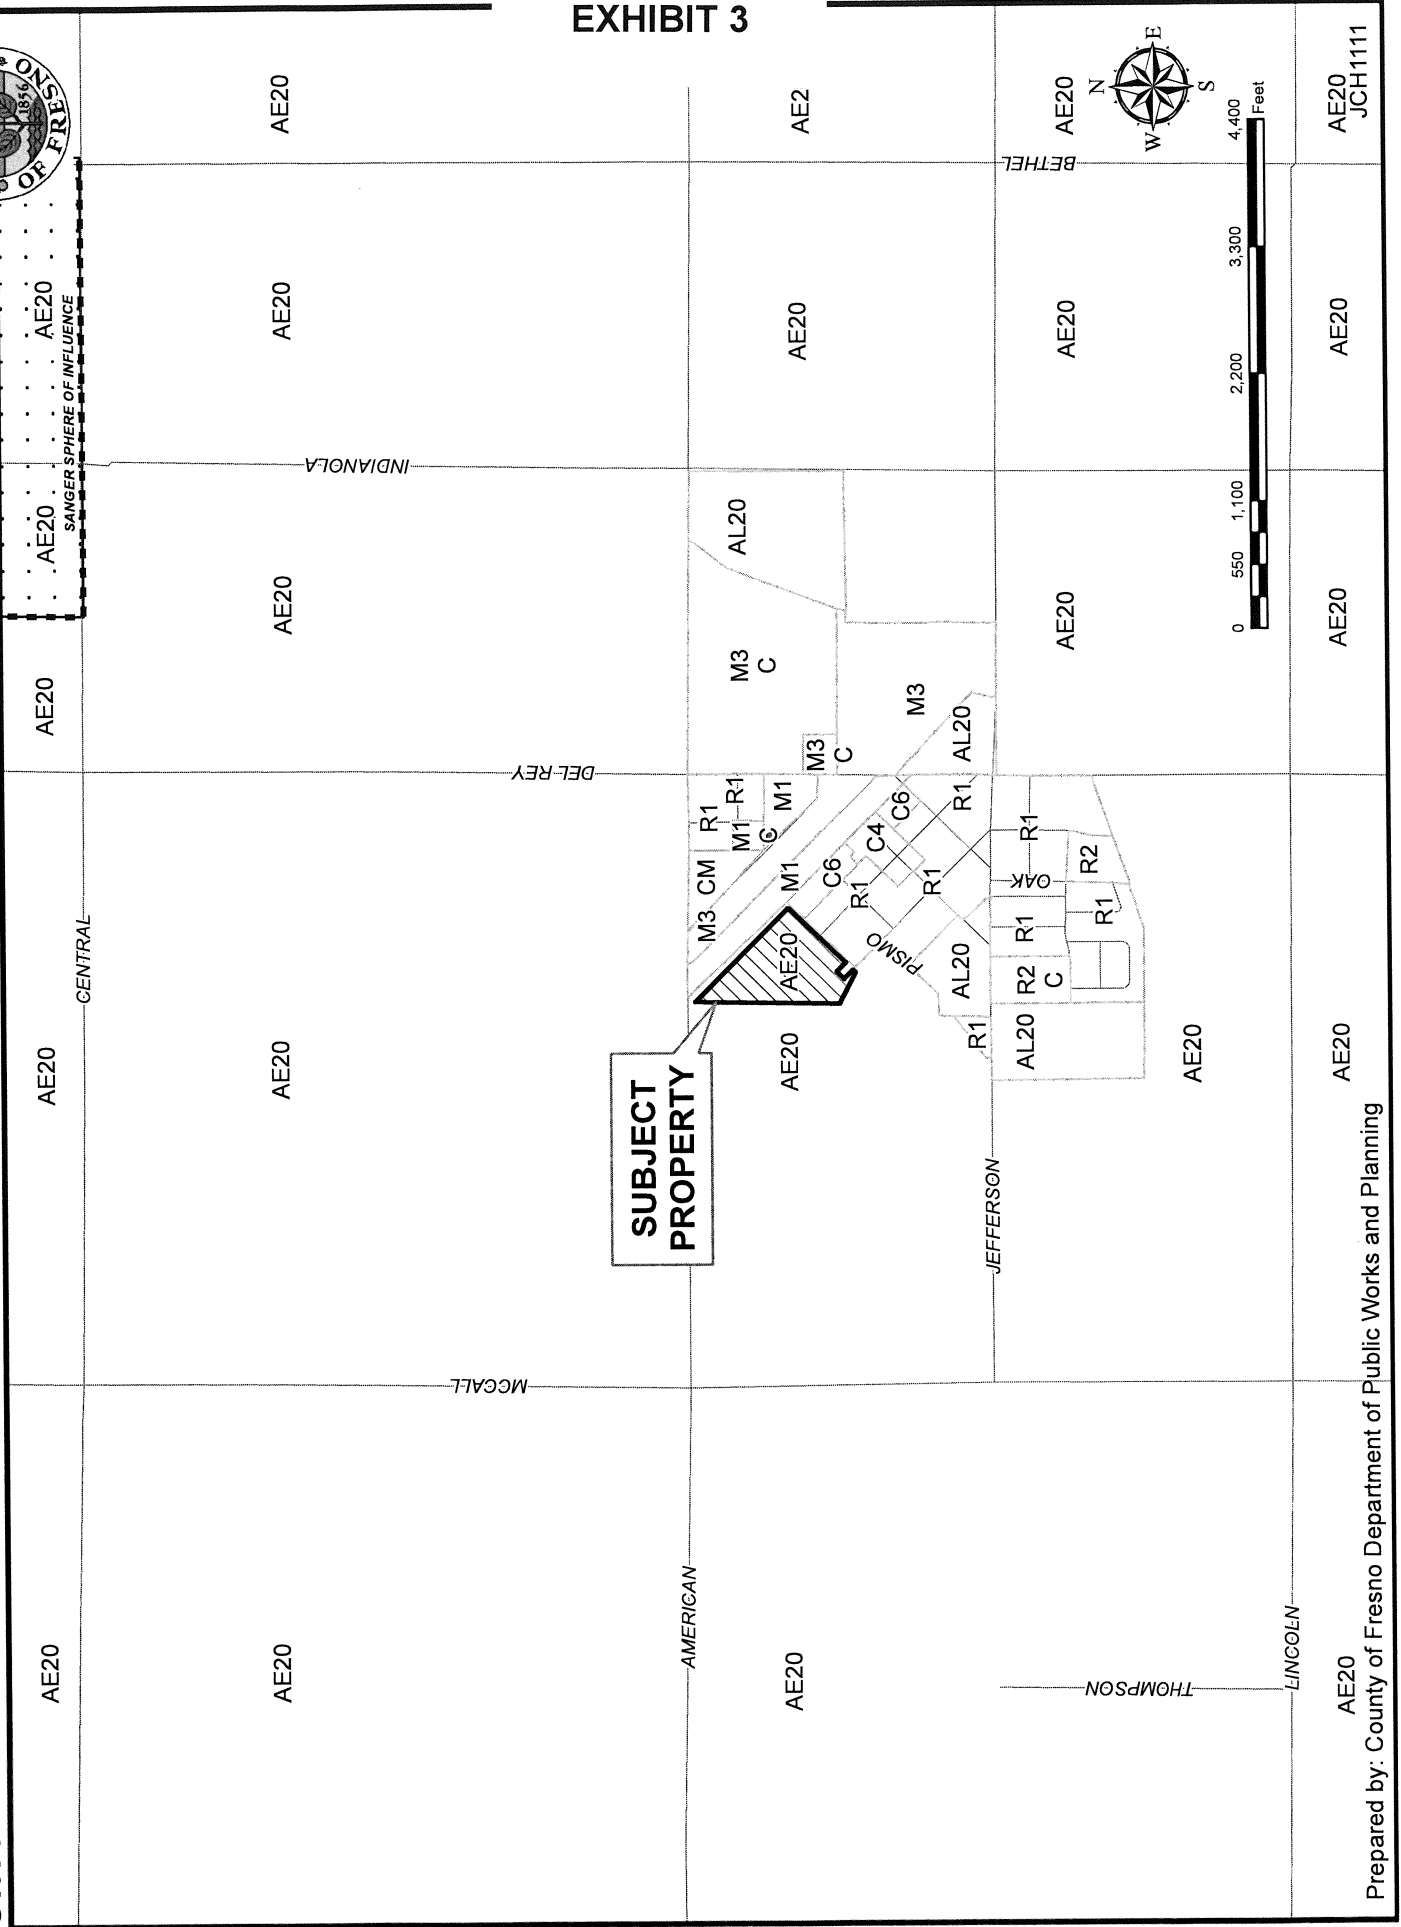 EXHIBIT 3
OF FRESNO
1856
AE20
AE20
AE20
AE20
AE20
SANGER SPHERE OF INFLUENCE
CENTRAL
AE20
AE20
AE20
AE20
AE20
MCCALL
DEL REY
INDIANOLA
BETHEL
AMERICAN
SUBJECT
PROPERTY
AE20
AE20
AE20
M3
CM
R1
R1
M1
C
M1
M1
M3
C
M3
C
AL20
AE20
AE2
C6
C4
C6
R1
R1
R1
M3
AL20
PISMO
AL20
R1
JEFFERSON
AL20
R2
C
R1
OAK
R1
R2
R1
AE20
AE20
AE20
AE20
THOMPSON
LINCOLN
N
E
S
W
0
550
1,100
2,200
3,300
4,400
Feet
AE20
AE20
AE20
AE20
AE20
JCH1111
Prepared by: County of Fresno Department of Public Works and Planning